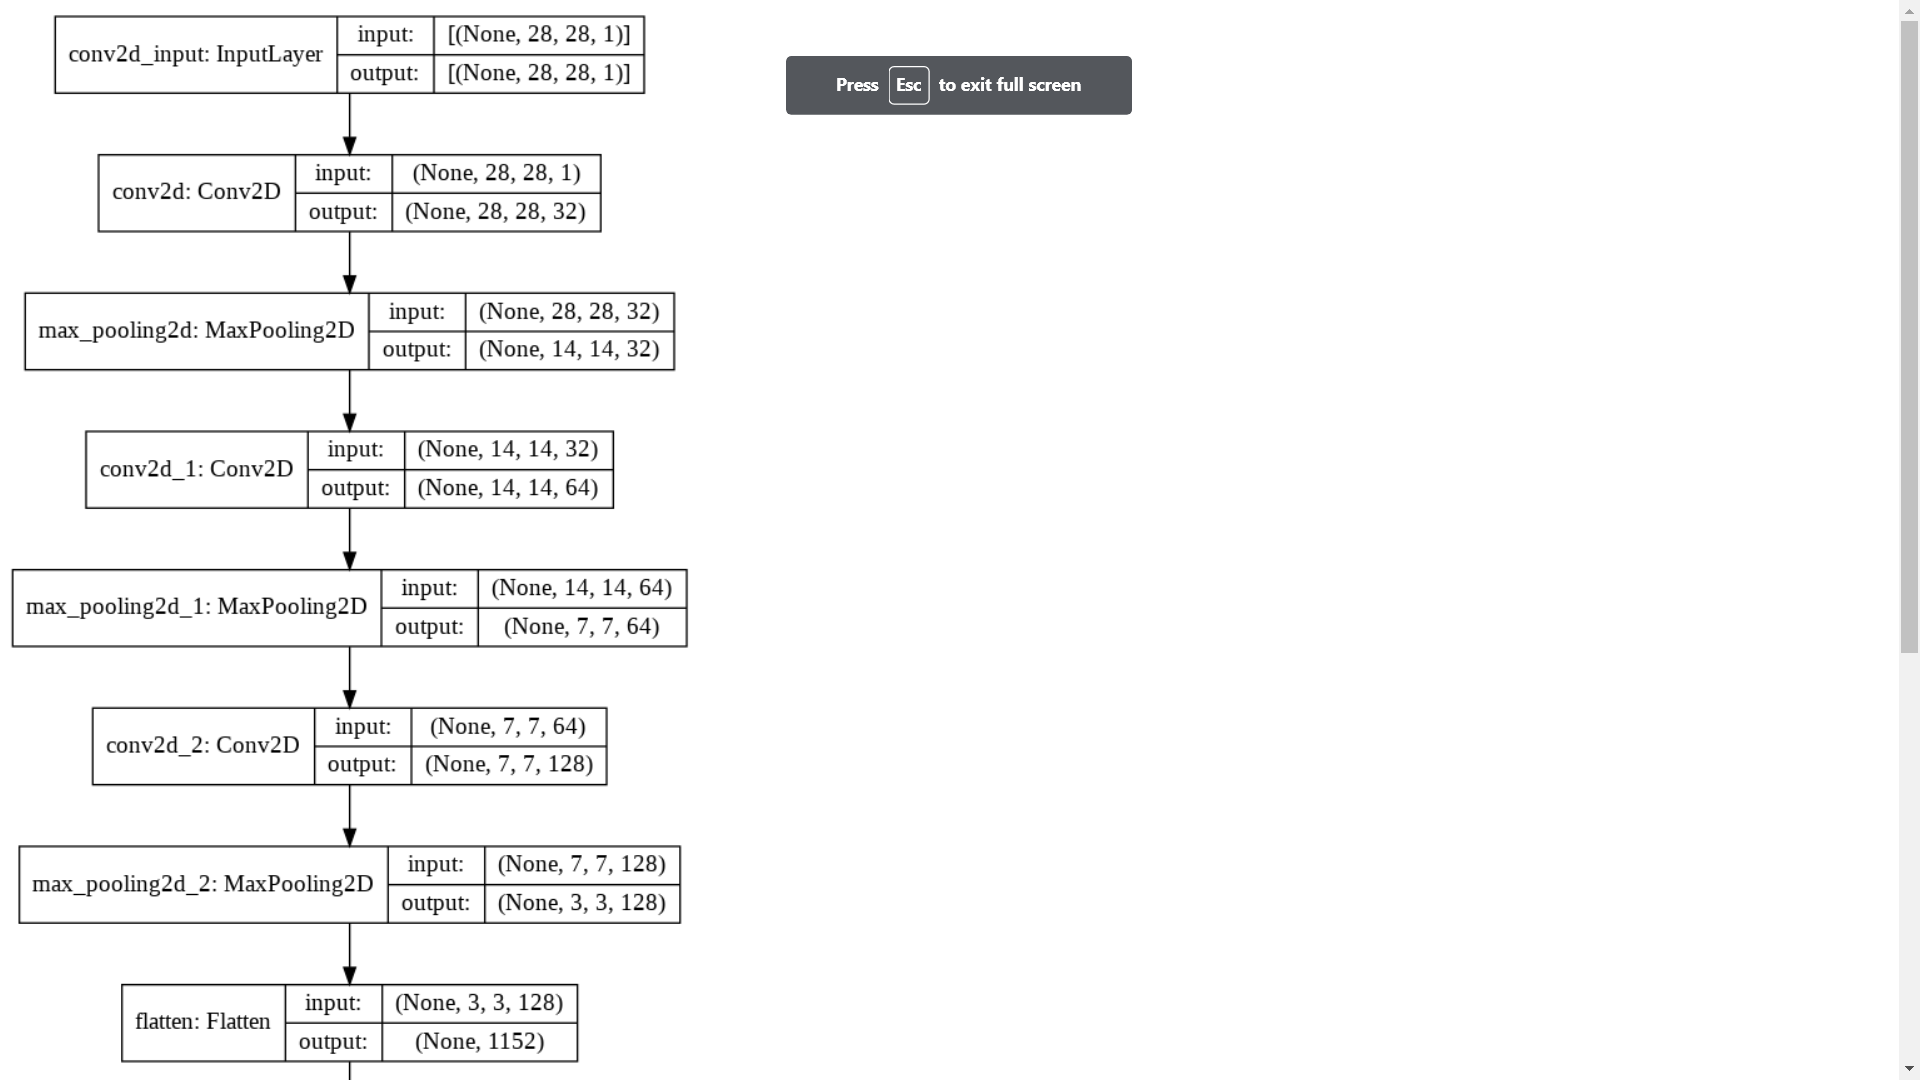 conv2d_input: InputLayer
input:
[(None, 28, 28, 1)]
output:
[(None, 28, 28, 1)]
Press Esc to exit full screen
conv2d: Conv2D
input:
(None, 28, 28, 1)
output:
(None, 28, 28, 32)
max_pooling2d: MaxPooling2D
input:
(None, 28, 28, 32)
output:
(None, 14, 14, 32)
conv2d_1: Conv2D
input:
(None, 14, 14, 32)
output:
(None, 14, 14, 64)
max_pooling2d_1: MaxPooling2D
input:
(None, 14, 14, 64)
output:
(None, 7, 7, 64)
conv2d_2: Conv2D
input:
(None, 7, 7, 64)
output:
(None, 7, 7, 128)
max_pooling2d_2: MaxPooling2D
input:
(None, 7, 7, 128)
output:
(None, 3, 3, 128)
flatten: Flatten
input:
(None, 3, 3, 128)
output:
(None, 1152)